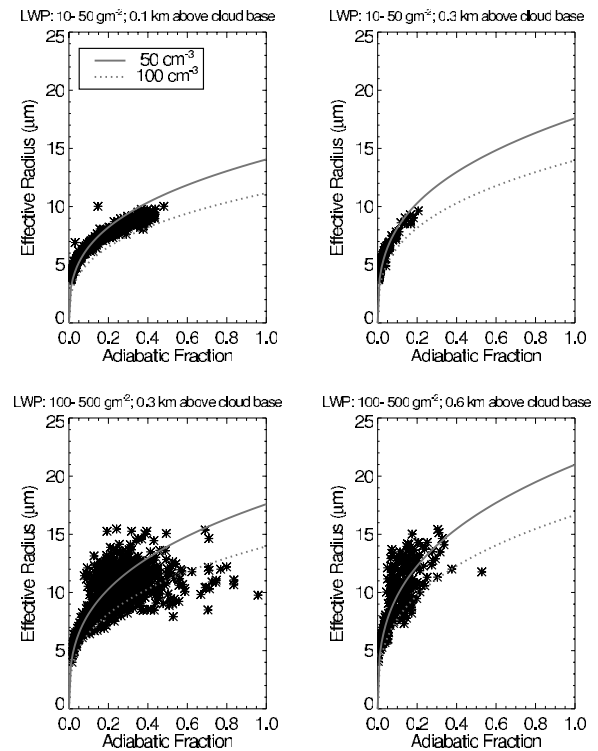 LWP: 10- 50 gm⁻²; 0.1 km above cloud base
50 cm⁻³
100 cm⁻³
25
20
15
10
5
0
Effective Radius (μm)
0.0 0.2 0.4 0.6 0.8 1.0
Adiabatic Fraction
LWP: 10- 50 gm⁻²; 0.3 km above cloud base
25
20
15
10
5
0
Effective Radius (μm)
0.0 0.2 0.4 0.6 0.8 1.0
Adiabatic Fraction
LWP: 100- 500 gm⁻²; 0.3 km above cloud base
25
20
15
10
5
0
Effective Radius (μm)
0.0 0.2 0.4 0.6 0.8 1.0
Adiabatic Fraction
LWP: 100- 500 gm⁻²; 0.6 km above cloud base
25
20
15
10
5
0
Effective Radius (μm)
0.0 0.2 0.4 0.6 0.8 1.0
Adiabatic Fraction